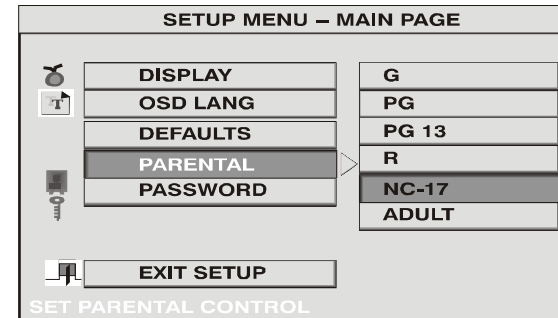 SETUP MENU – MAIN PAGE
DISPLAY
OSD LANG
DEFAULTS
PARENTAL
PASSWORD
EXIT SETUP
G
PG
PG 13
R
NC-17
ADULT
SET PARENTAL CONTROL